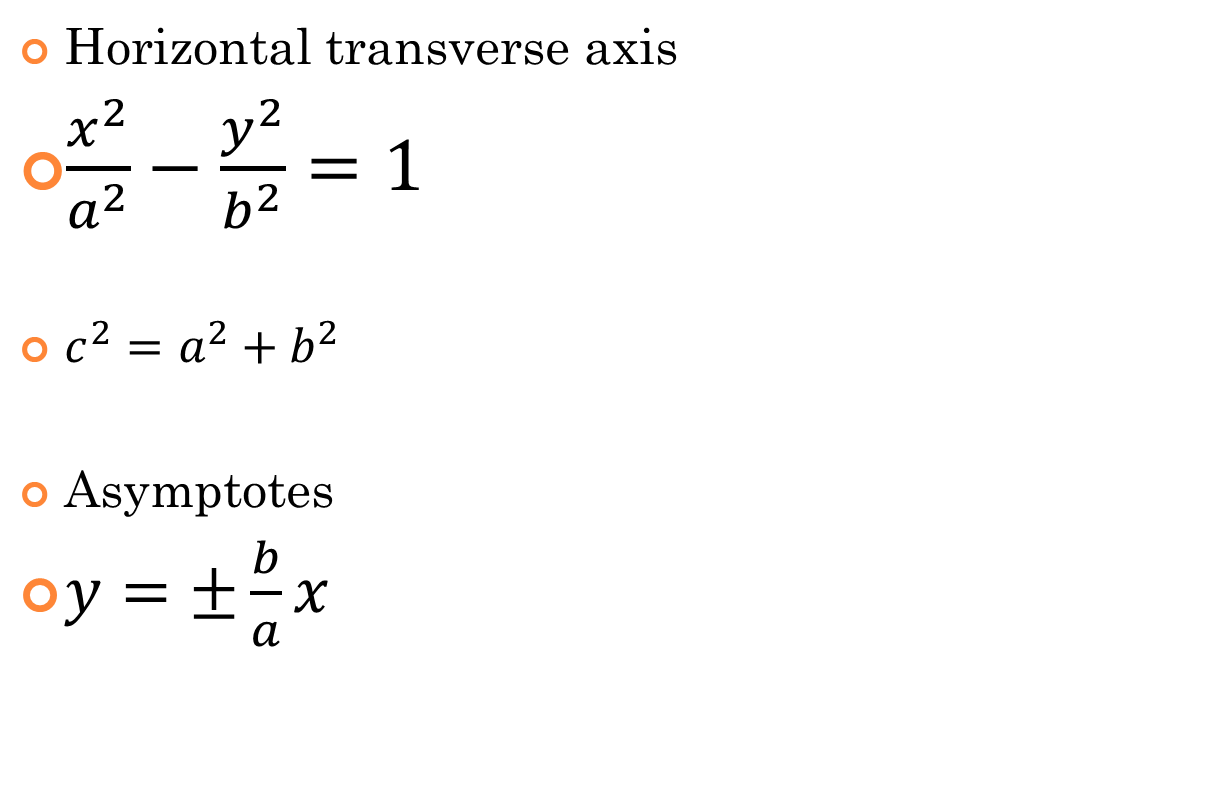 Horizontal transverse axis
x²/a² − y²/b² = 1
c² = a² + b²
Asymptotes
y = ± b/a x